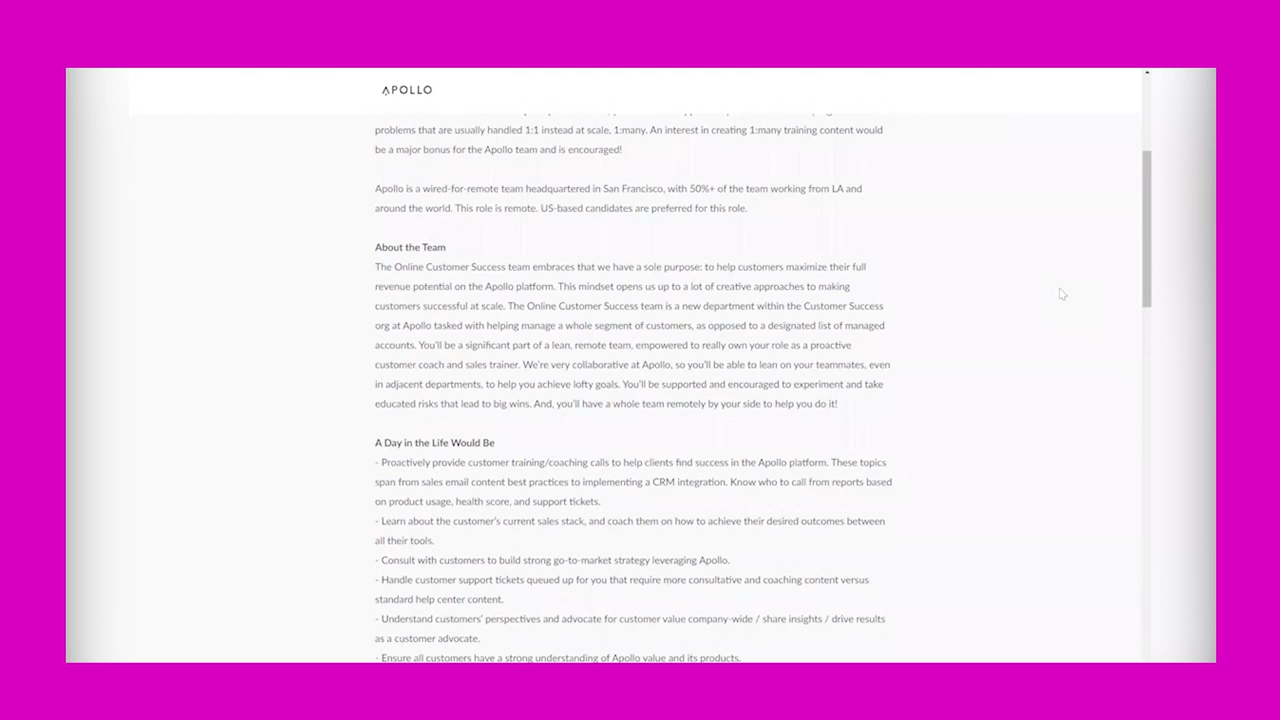 APOLLO
problems that are usually handled 1:1 instead at scale, 1:many. An interest in creating 1:many training content would
be a major bonus for the Apollo team and is encouraged!
Apollo is a wired-for-remote team headquartered in San Francisco, with 50%+ of the team working from LA and
around the world. This role is remote. US-based candidates are preferred for this role.
About the Team
The Online Customer Success team embraces that we have a sole purpose: to help customers maximize their full
revenue potential on the Apollo platform. This mindset opens us up to a lot of creative approaches to making
customers successful at scale. The Online Customer Success team is a new department within the Customer Success
org at Apollo tasked with helping manage a whole segment of customers, as opposed to a designated list of managed
accounts. You'll be a significant part of a lean, remote team, empowered to really own your role as a proactive
customer coach and sales trainer. We're very collaborative at Apollo, so you'll be able to lean on your teammates, even
in adjacent departments, to help you achieve lofty goals. You'll be supported and encouraged to experiment and take
educated risks that lead to big wins. And, you'll have a whole team remotely by your side to help you do it!
A Day in the Life Would Be
- Proactively provide customer training/coaching calls to help clients find success in the Apollo platform. These topics
span from sales email content best practices to implementing a CRM integration. Know who to call from reports based
on product usage, health score, and support tickets.
- Learn about the customer's current sales stack, and coach them on how to achieve their desired outcomes between
all their tools.
- Consult with customers to build strong go-to-market strategy leveraging Apollo.
- Handle customer support tickets queued up for you that require more consultative and coaching content versus
standard help center content.
- Understand customers' perspectives and advocate for customer value company-wide / share insights / drive results
as a customer advocate.
- Ensure all customers have a strong understanding of Apollo value and its products.